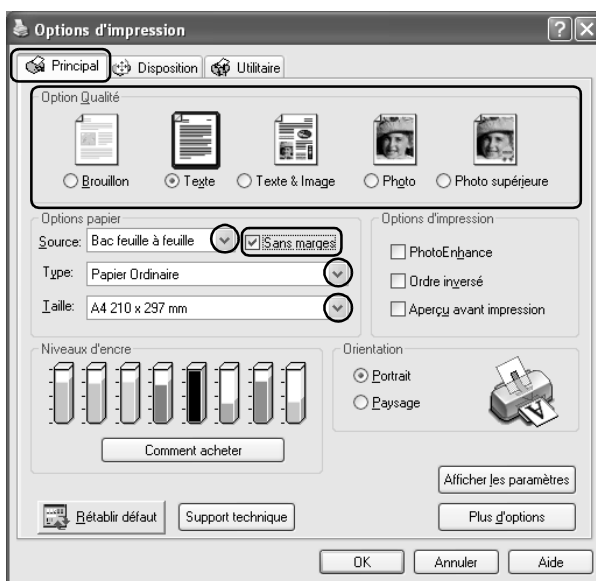 Options d'impression
Principal Disposition Utilitaire
Option Qualité
Brouillon Texte Texte & Image Photo Photo supérieure
Options papier
Source: Bac feuille à feuille Sans marges
Type: Papier Ordinaire
Taille: A4 210 x 297 mm
Options d'impression
PhotoEnhance
Ordre inversé
Aperçu avant impression
Niveaux d'encre
Comment acheter
Orientation
Portrait
Paysage
Afficher les paramètres
Rétablir défaut Support technique Plus d'options
OK Annuler Aide